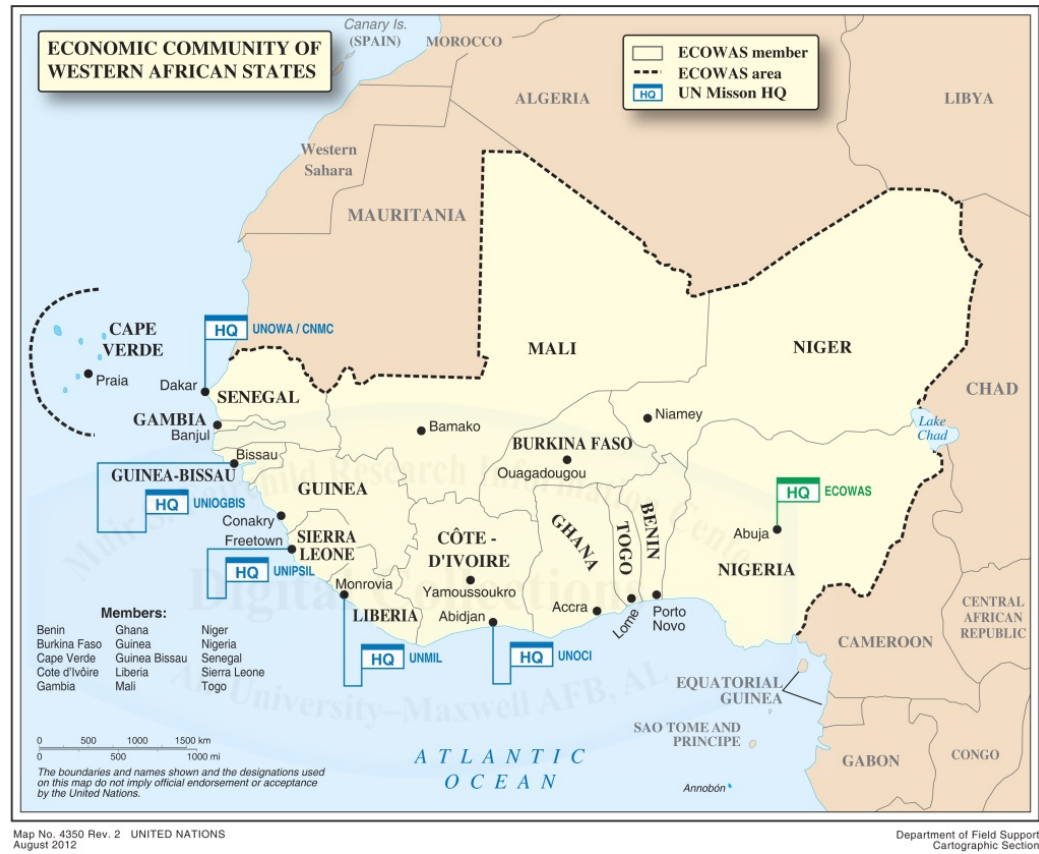 ECONOMIC COMMUNITY OF
WESTERN AFRICAN STATES
Canary Is.
(SPAIN)
MOROCCO
ECOWAS member
ECOWAS area
HQ UN Misson HQ
ALGERIA
LIBYA
Western
Sahara
MAURITANIA
CAPE
VERDE
Praia
HQ UNOWA / CNMC
MALI
NIGER
CHAD
Dakar
SENEGAL
GAMBIA
Banjul
Bamako
Niamey
Lake
Chad
BURKINA FASO
Ouagadougou
Bissau
GUINEA-BISSAU
HQ UNIOGBIS
GUINEA
Conakry
HQ ECOWAS
Abuja
NIGERIA
Freetown
SIERRA
LEONE
HQ UNIPSIL
CÔTE -
D'IVOIRE
Yamoussoukro
GHANA
TOGO
BENIN
Monrovia
LIBERIA
Abidjan
Accra
Lome
Porto
Novo
HQ UNMIL
HQ UNOCI
CENTRAL
AFRICAN
REPUBLIC
CAMEROON
EQUATORIAL
GUINEA
SAO TOME AND
PRINCIPE
GABON
CONGO
Annobón
ATLANTIC
OCEAN
Members:
Benin Ghana Niger
Burkina Faso Guinea Nigeria
Cape Verde Guinea Bissau Senegal
Cote d'Ivôire Liberia Sierra Leone
Gambia Mali Togo
0 500 1000 1500 km
0 500 1000 mi
The boundaries and names shown and the designations used
on this map do not imply official endorsement or acceptance
by the United Nations.
Digital Collections
Air University–Maxwell AFB, AL
Map No. 4350 Rev. 2 UNITED NATIONS
August 2012
Department of Field Support
Cartographic Section